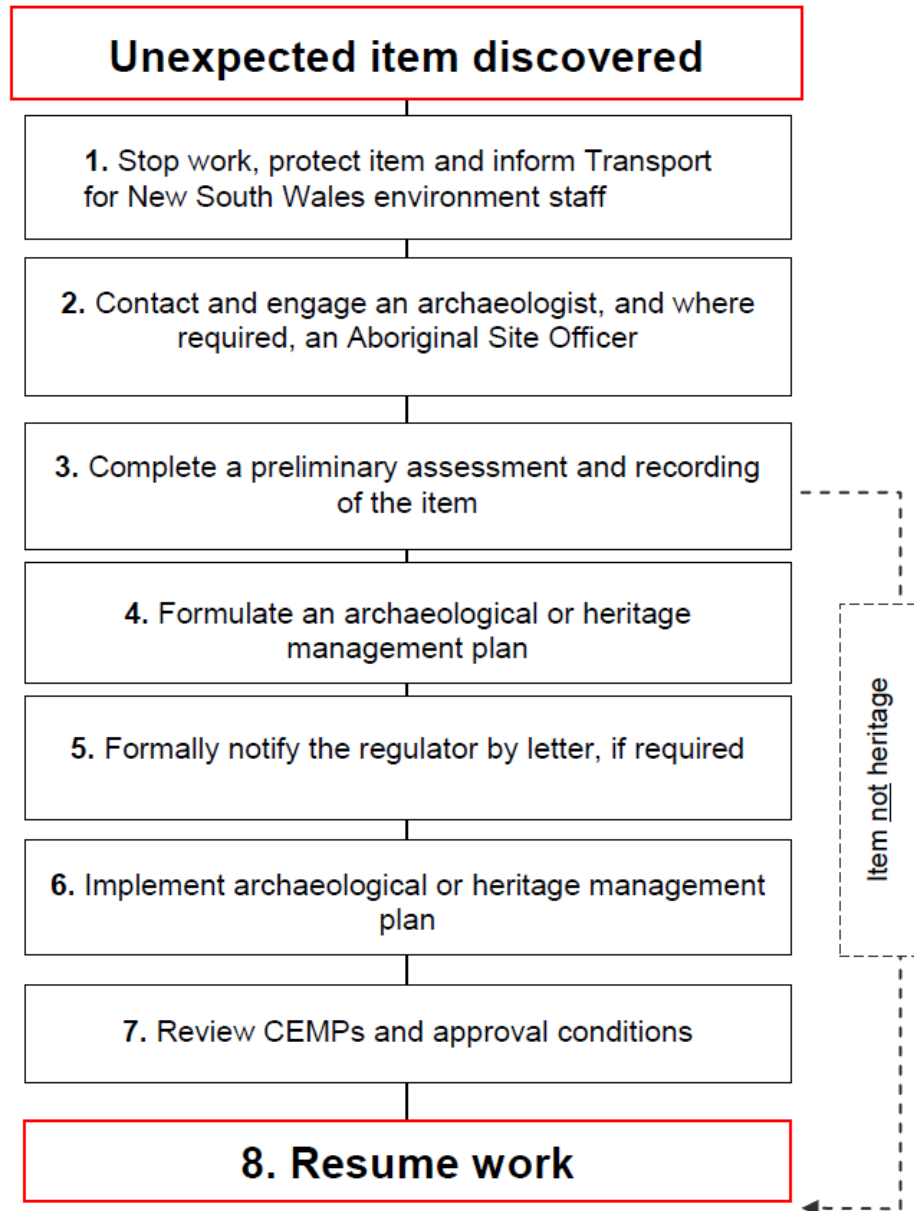 Unexpected item discovered
1. Stop work, protect item and inform Transport
for New South Wales environment staff
2. Contact and engage an archaeologist, and where
required, an Aboriginal Site Officer
3. Complete a preliminary assessment and recording
of the item
4. Formulate an archaeological or heritage
management plan
5. Formally notify the regulator by letter, if required
6. Implement archaeological or heritage management
plan
7. Review CEMPs and approval conditions
8. Resume work
Item not heritage